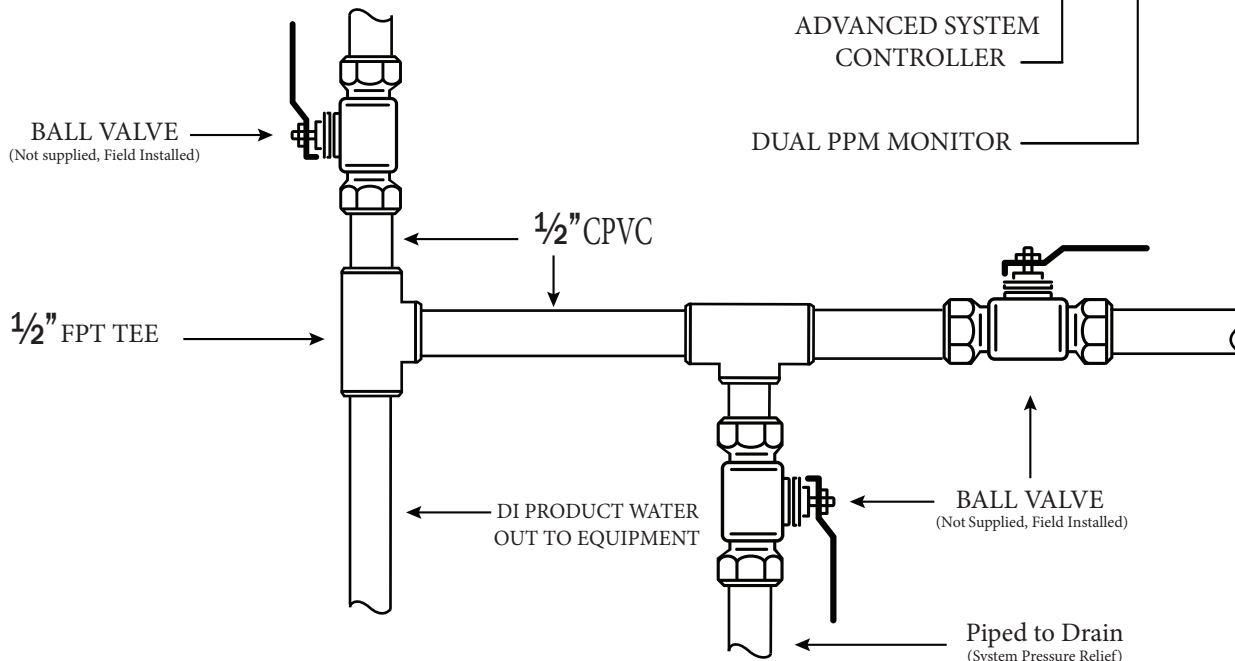 ADVANCED SYSTEM
CONTROLLER
BALL VALVE
(Not supplied, Field Installed)
DUAL PPM MONITOR
½” CPVC
½” FPT TEE
DI PRODUCT WATER
OUT TO EQUIPMENT
BALL VALVE
(Not Supplied, Field Installed)
Piped to Drain
(System Pressure Relief)